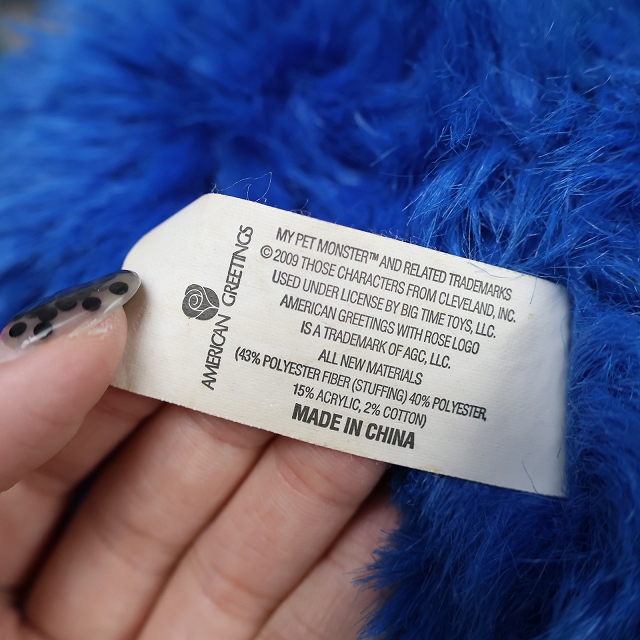 AMERICAN GREETINGS
MY PET MONSTER™ AND RELATED TRADEMARKS
© 2009 THOSE CHARACTERS FROM CLEVELAND, INC.
USED UNDER LICENSE BY BIG TIME TOYS, LLC.
AMERICAN GREETINGS WITH ROSE LOGO
IS A TRADEMARK OF AGC, LLC.
ALL NEW MATERIALS
(43% POLYESTER FIBER (STUFFING) 40% POLYESTER,
15% ACRYLIC, 2% COTTON)
MADE IN CHINA